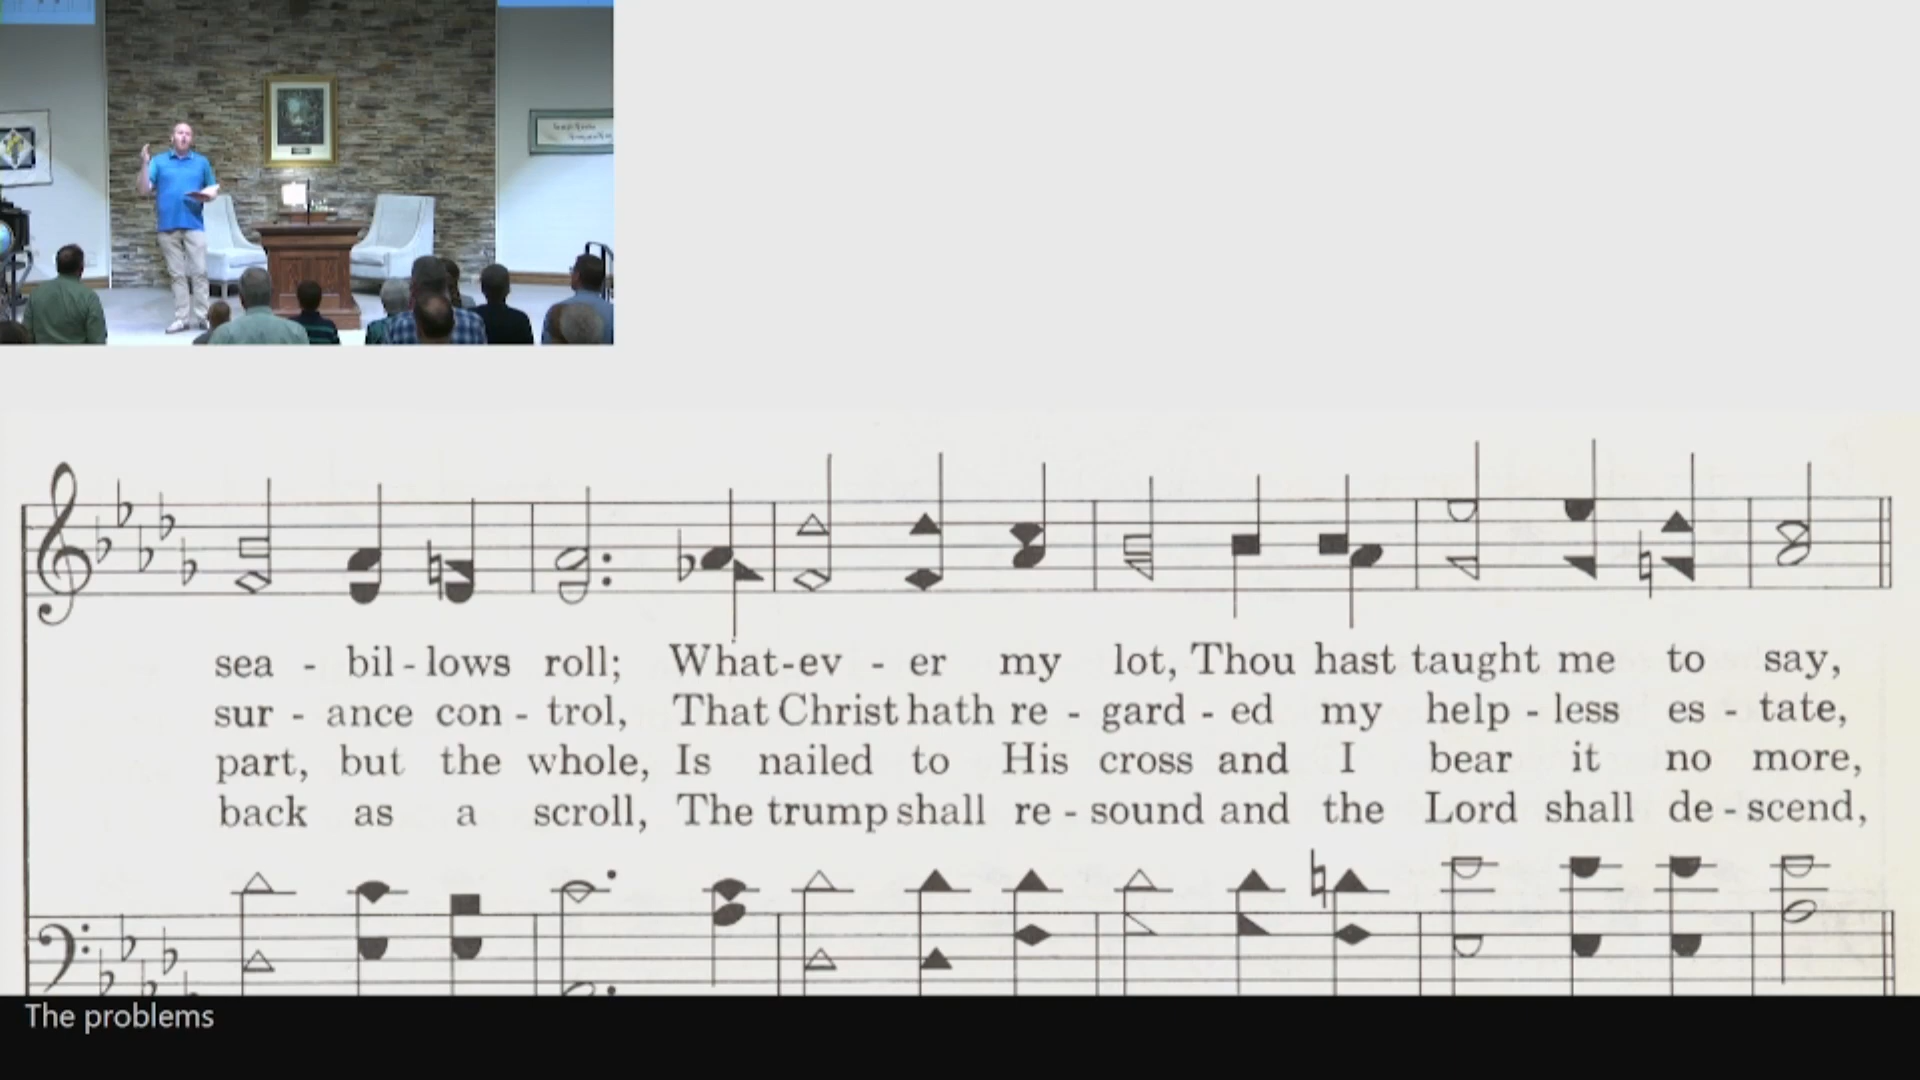 sea - bil - lows roll; What-ev - er my lot, Thou hast taught me to say,
sur - ance con - trol, That Christ hath re - gard - ed my help - less es - tate,
part, but the whole, Is nailed to His cross and I bear it no more,
back as a scroll, The trump shall re - sound and the Lord shall de - scend,
The problems